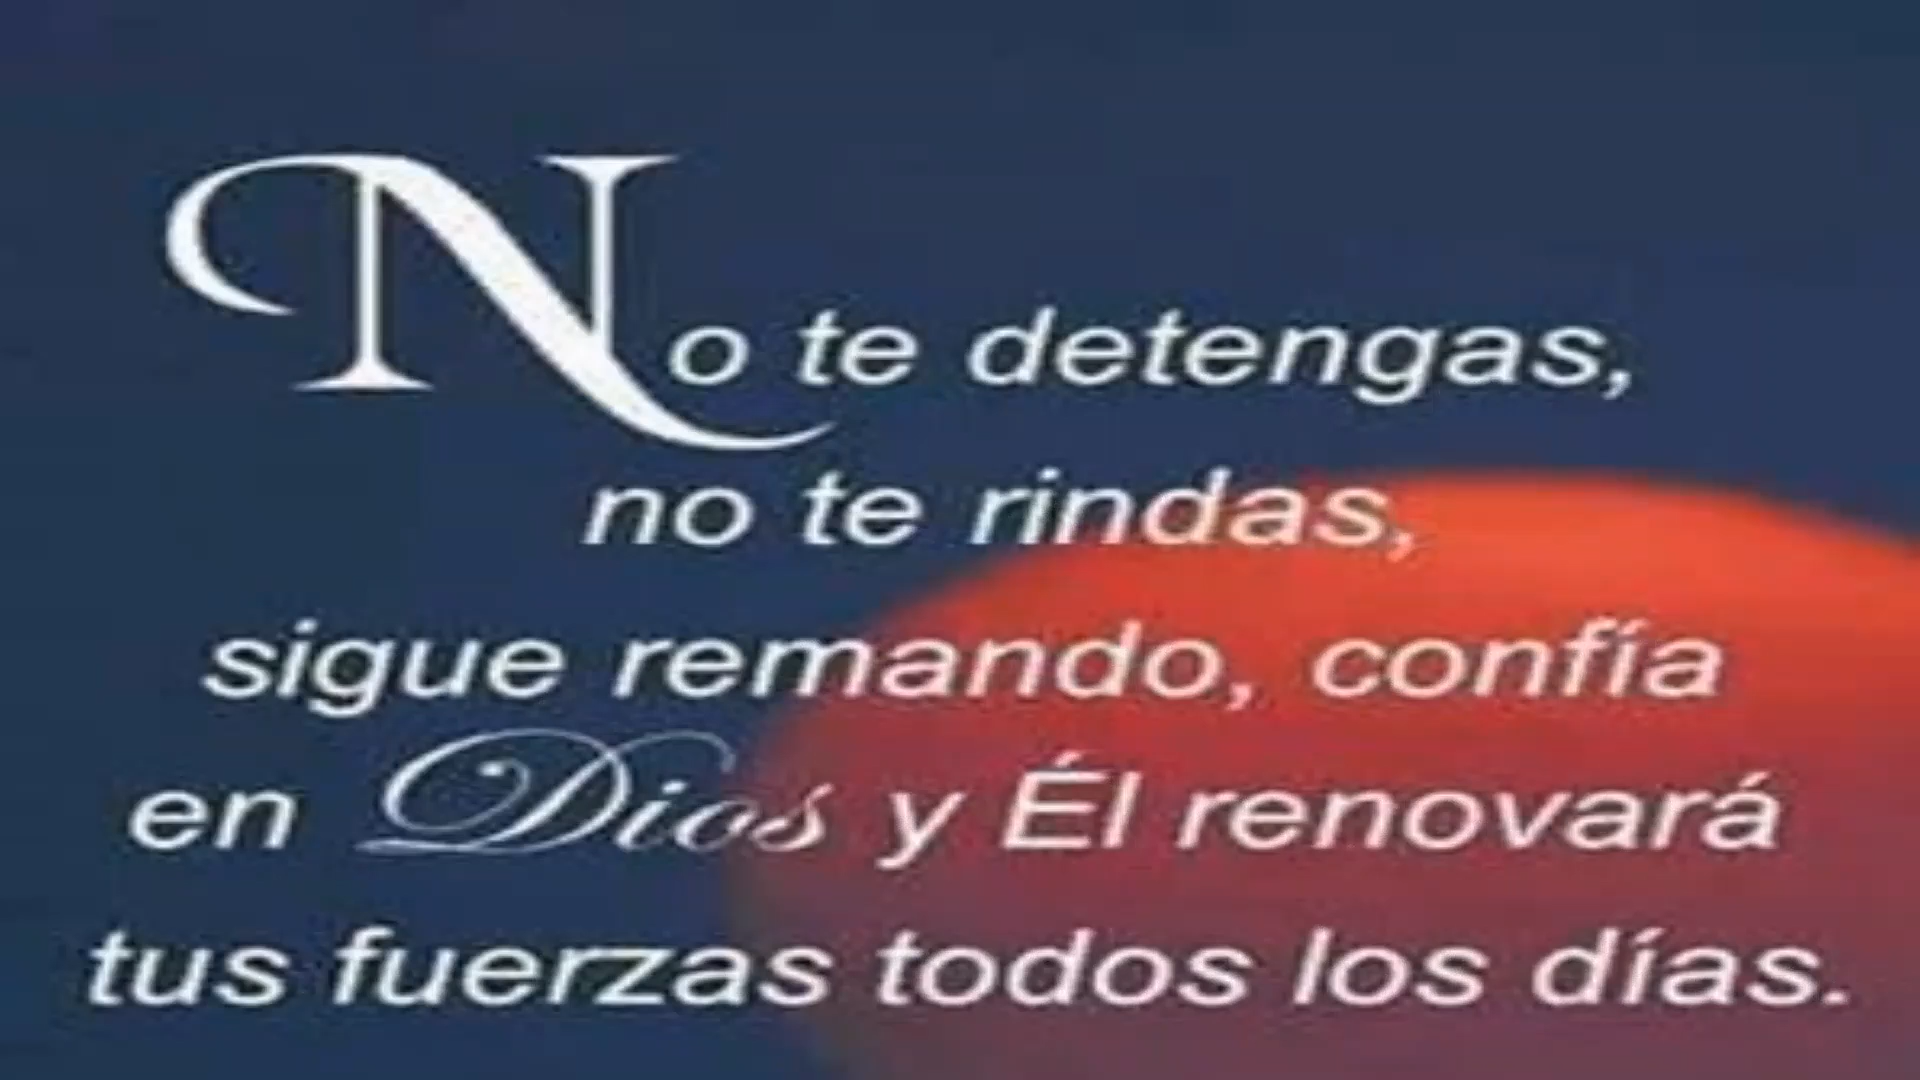 No te detengas,
no te rindas,
sigue remando, confía
en Dios y Él renovará
tus fuerzas todos los días.